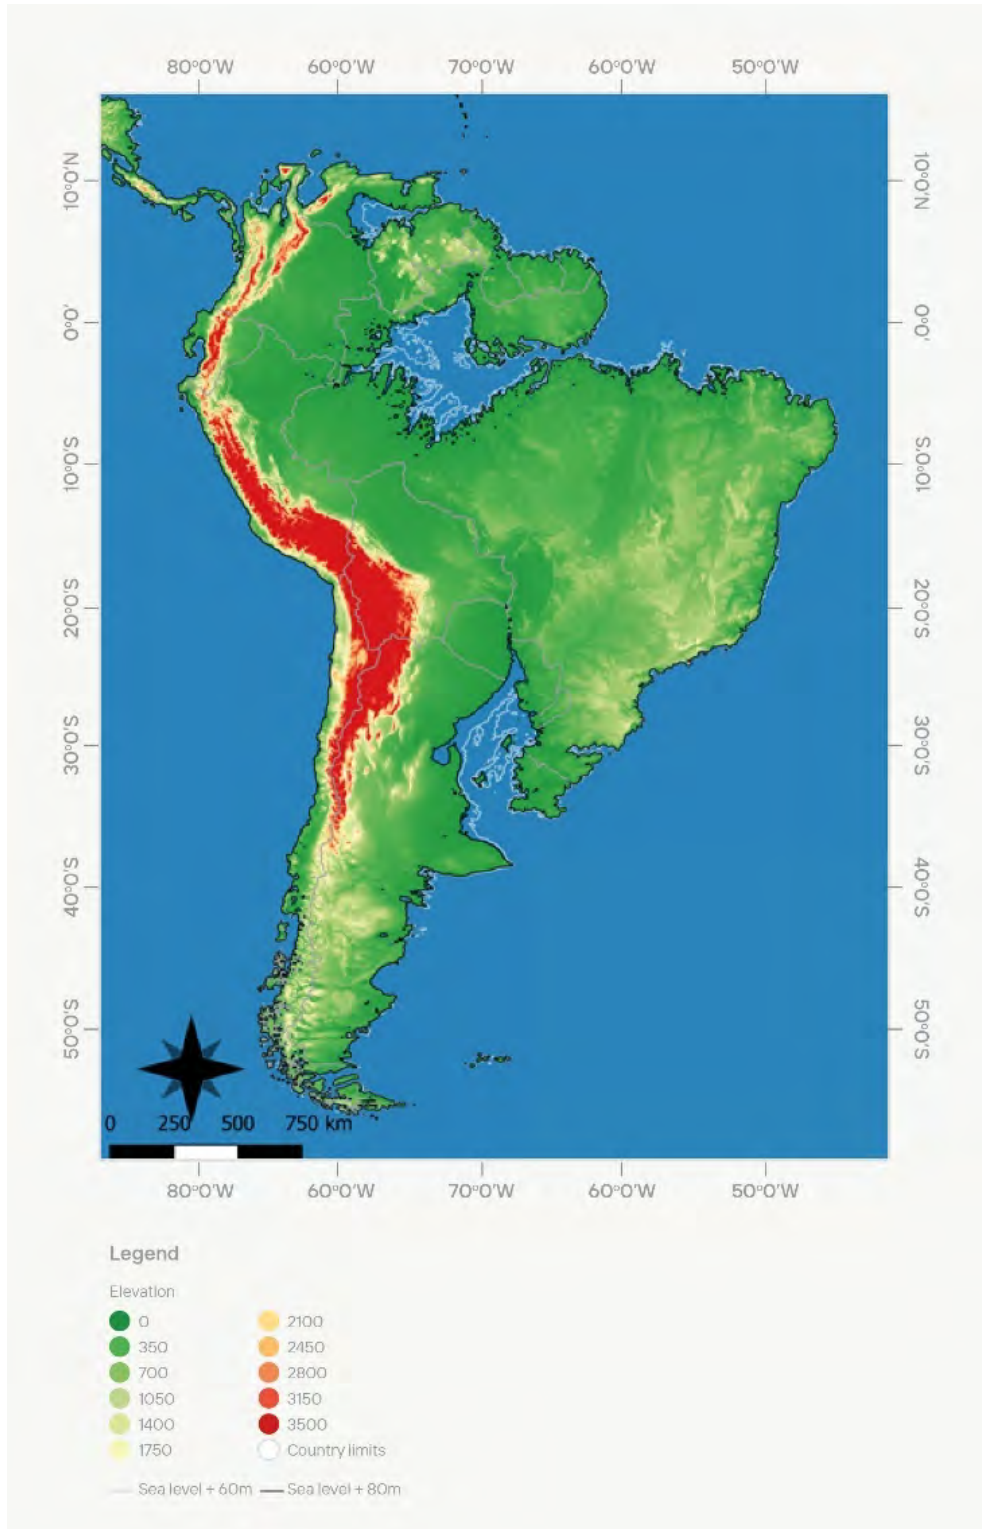 80°0'W 60°0'W 70°0'W 60°0'W 50°0'W
10°0'N 10°0'N
0°0' 0°0'
10°0'S 10°0'S
20°0'S 20°0'S
30°0'S 30°0'S
40°0'S 40°0'S
50°0'S 50°0'S
0 250 500 750 km
80°0'W 60°0'W 70°0'W 60°0'W 50°0'W
Legend
Elevation
0 2100
350 2450
700 2800
1050 3150
1400 3500
1750 Country limits
Sea level + 60m Sea level + 80m